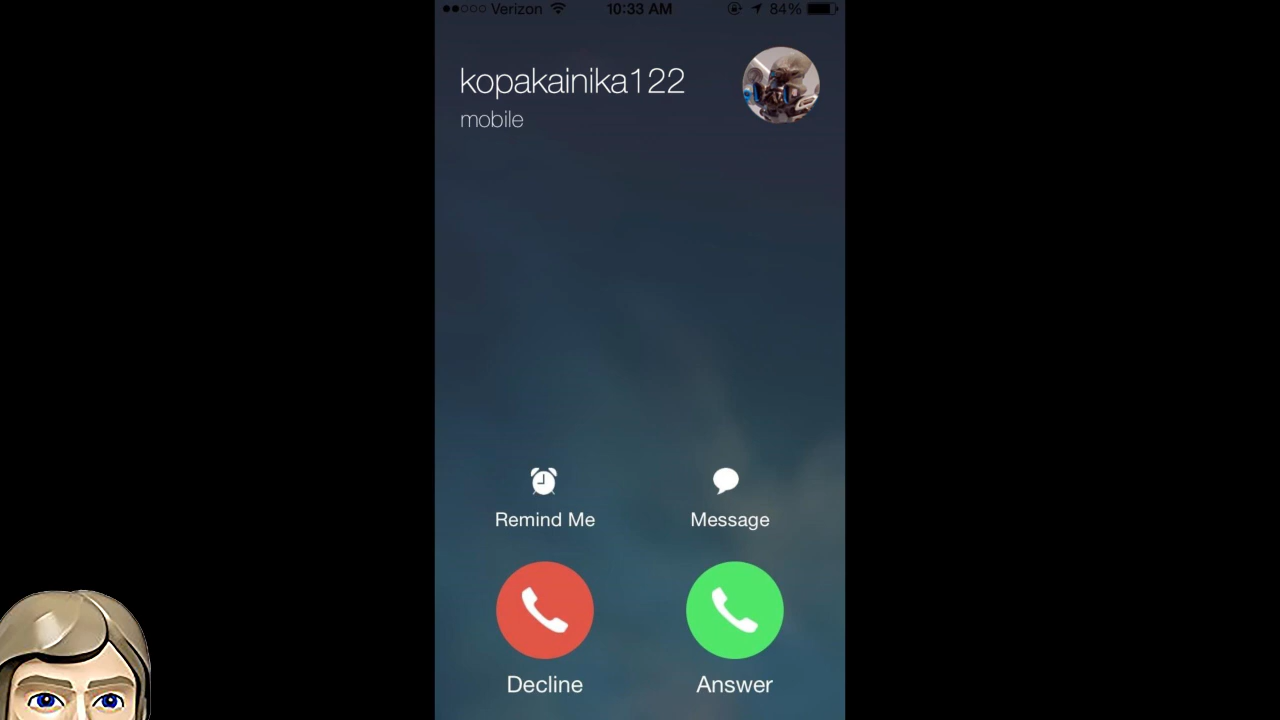 Verizon 10:33 AM 84%
kopakainika122
mobile
Remind Me Message
Decline Answer